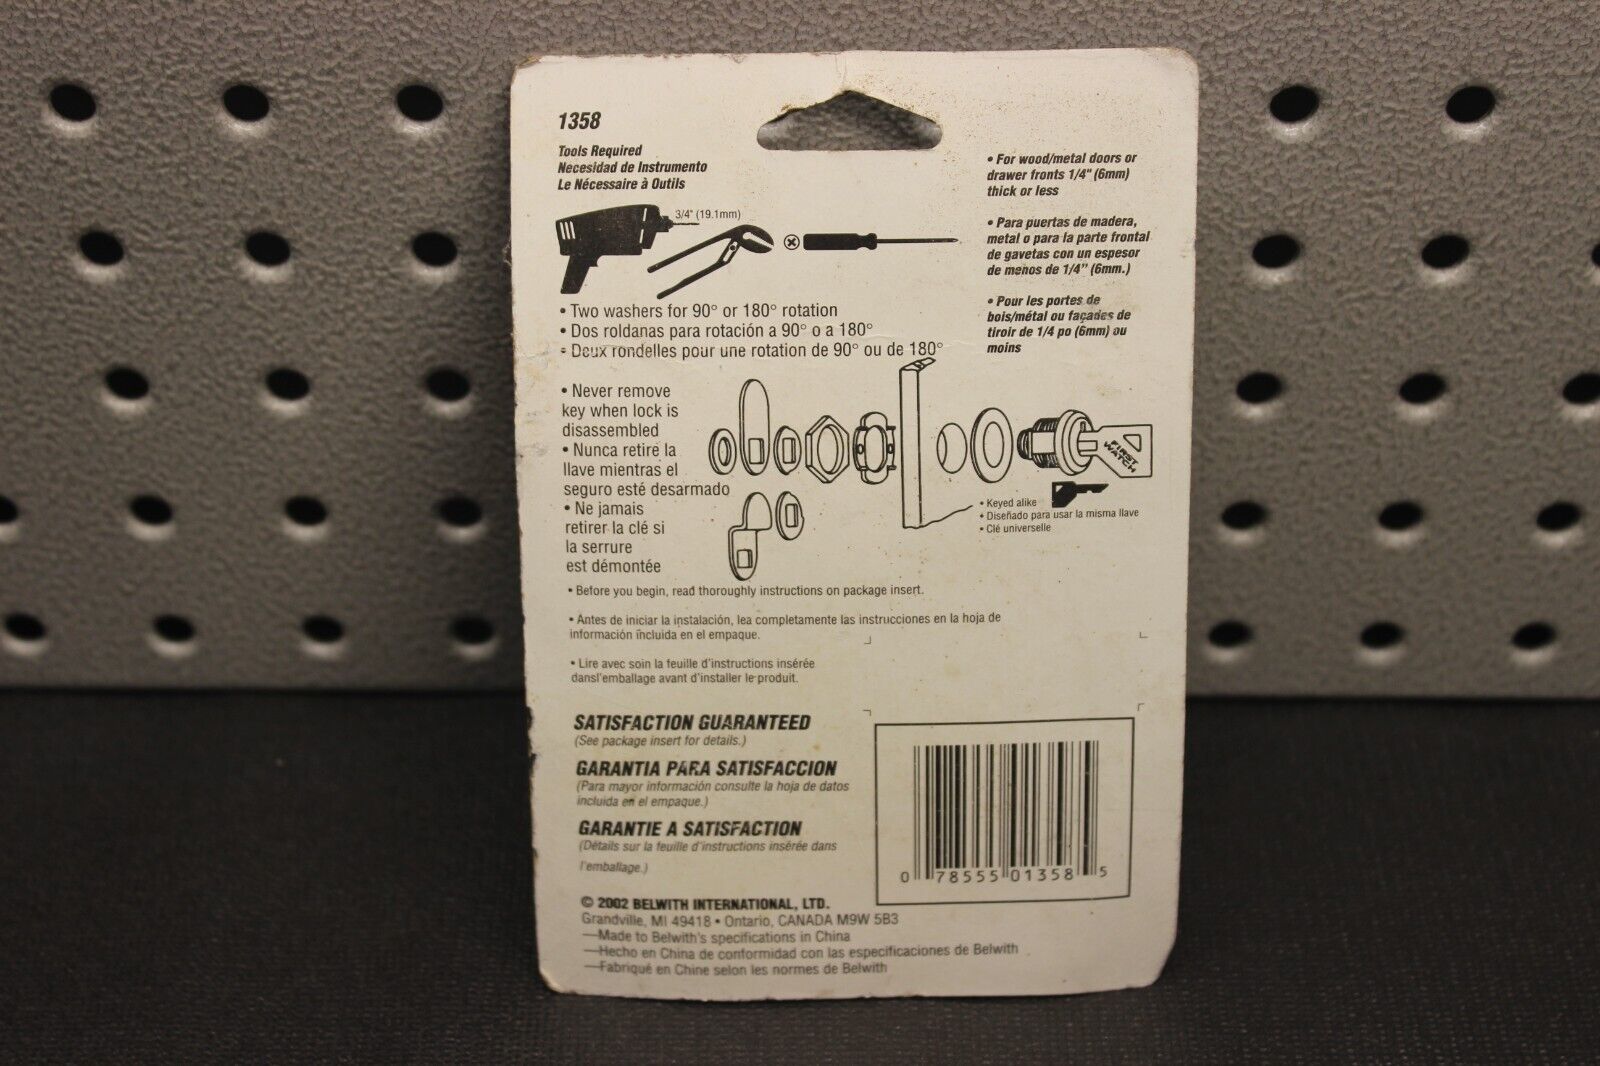 1358
Tools Required
Necesidad de Instrumento
Le Nécessaire à Outils
3/4" (19.1mm)
• For wood/metal doors or
drawer fronts 1/4" (6mm)
thick or less
• Para puertas de madera,
metal o para la parte frontal
de gavetas con un espesor
de menos de 1/4" (6mm.)
• Pour les portes de
bois/métal ou façades de
tiroir de 1/4 po (6mm) ou
moins
• Two washers for 90° or 180° rotation
• Dos roldanas para rotación a 90° o a 180°
• Deux rondelles pour une rotation de 90° ou de 180°
• Never remove
key when lock is
disassembled
• Nunca retire la
llave mientras el
seguro esté desarmado
• Ne jamais
retirer la clé si
la serrure
est démontée
FIRST
WATCH
• Keyed alike
• Diseñado para usar la misma llave
• Clé universelle
• Before you begin, read thoroughly instructions on package insert.
• Antes de iniciar la instalación, lea completamente las instrucciones en la hoja de
información incluida en el empaque.
• Lire avec soin la feuille d'instructions insérée
dansl'emballage avant d'installer le produit.
SATISFACTION GUARANTEED
(See package insert for details.)
GARANTIA PARA SATISFACCION
(Para mayor información consulte la hoja de datos
incluida en el empaque.)
GARANTIE A SATISFACTION
(Détails sur la feuille d'instructions insérée dans
l'emballage.)
0 78555 01358 5
© 2002 BELWITH INTERNATIONAL, LTD.
Grandville, MI 49418 • Ontario, CANADA M9W 5B3
—Made to Belwith's specifications in China
—Hecho en China de conformidad con las especificaciones de Belwith
—Fabriqué en Chine selon les normes de Belwith